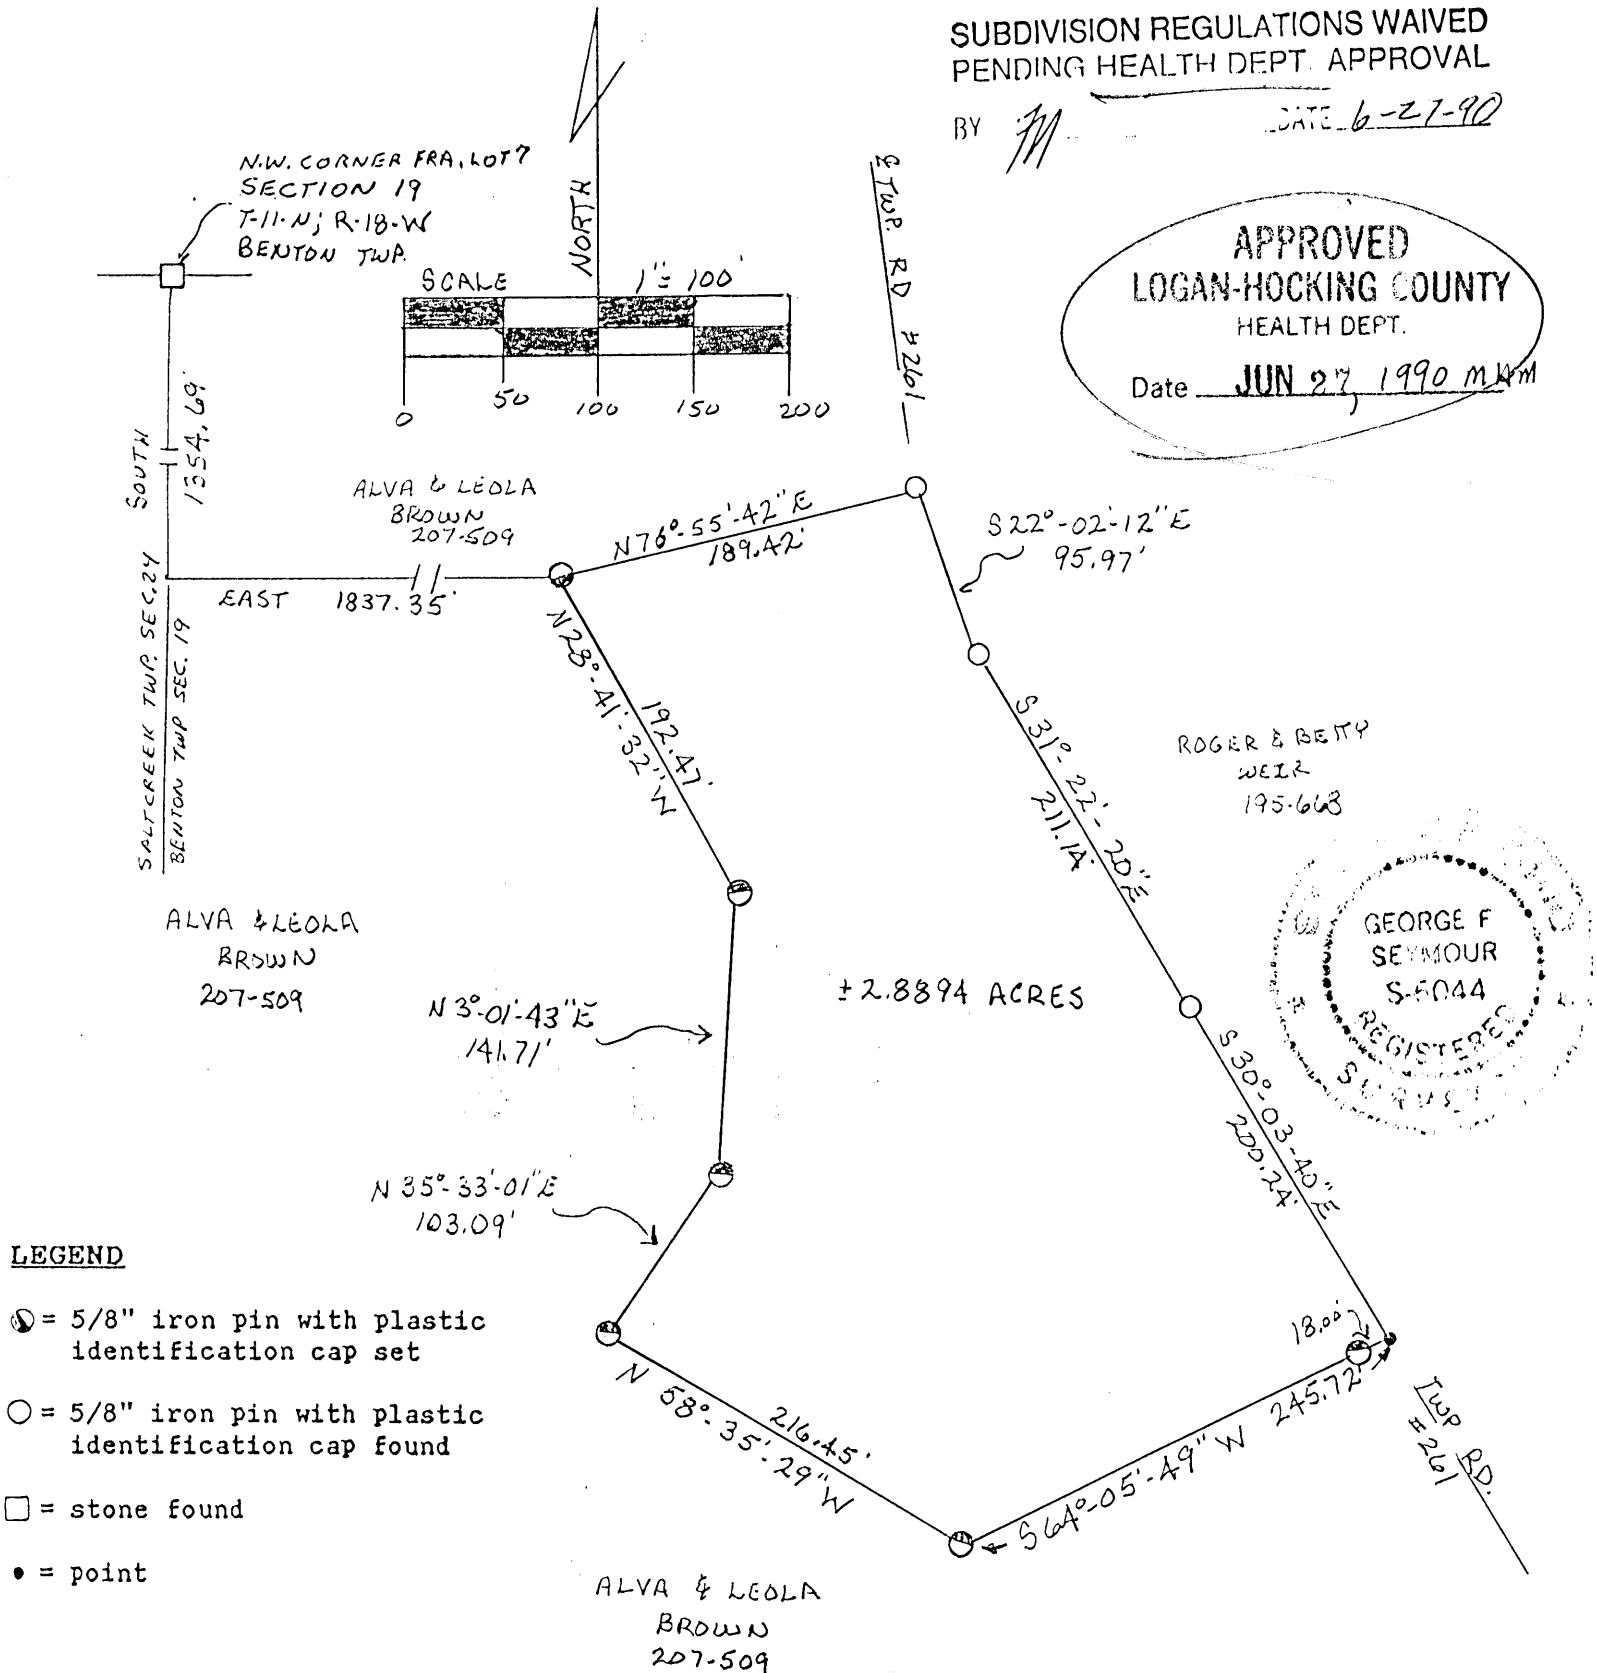 SUBDIVISION REGULATIONS WAIVED
PENDING HEALTH DEPT. APPROVAL
BY
DATE 6-27-90
N.W. CORNER FRA. LOT 7
SECTION 19
T-11-N; R-18-W
BENTON TWP.
NORTH
℄ TWP. RD #261
APPROVED
LOGAN-HOCKING COUNTY
HEALTH DEPT.
Date JUN 27, 1990 MAM
SCALE 1"= 100'
0 50 100 150 200
SOUTH
1354.69'
ALVA & LEOLA
BROWN
207-509
N76°-55'-42"E
189.42'
S22°-02'-12"E
95.97'
EAST 1837.35'
SALTCREEK TWP. SEC. 24
BENTON TWP SEC. 19
N28°-41'-32"W
192.47'
S31°-22'-20"E
211.14'
ROGER & BETTY
WEIR
195-663
ALVA & LEOLA
BROWN
207-509
GEORGE F
SEYMOUR
S-6044
REGISTERED
N 3°-01'-43"E
141.71'
±2.8894 ACRES
S30°-03'-40"E
200.24'
N 35°-33'-01"E
103.09'
LEGEND
= 5/8" iron pin with plastic
identification cap set
= 5/8" iron pin with plastic
identification cap found
= stone found
• = point
18.00'
245.72'
S64°-05'-49"W
TWP RD.
#261
216.45'
N 58°-35'-29"W
ALVA & LEOLA
BROWN
207-509